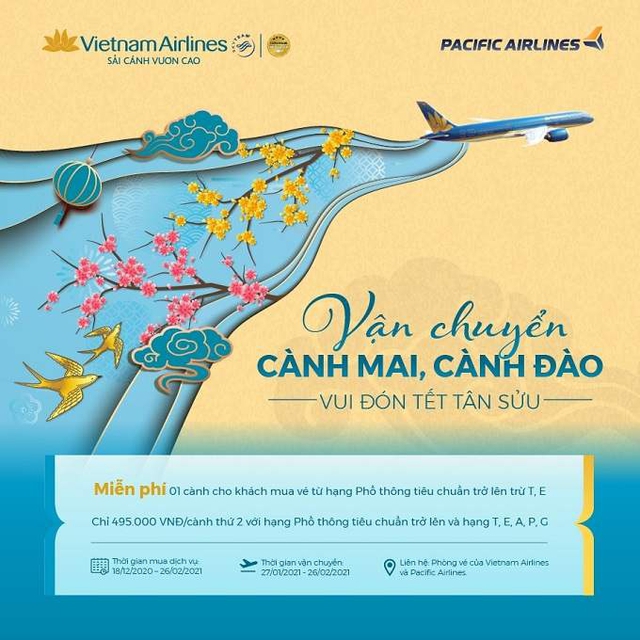 Vietnam Airlines
SẢI CÁNH VƯƠN CAO
PACIFIC AIRLINES
Vận chuyển
CÀNH MAI, CÀNH ĐÀO
VUI ĐÓN TẾT TÂN SỬU
Miễn phí 01 cành cho khách mua vé từ hạng Phổ thông tiêu chuẩn trở lên trừ T, E
Chỉ 495.000 VNĐ/cành thứ 2 với hạng Phổ thông tiêu chuẩn trở lên và hạng T, E, A, P, G
Thời gian mua dịch vụ:
18/12/2020 – 26/02/2021
Thời gian vận chuyển:
27/01/2021 - 26/02/2021
Liên hệ: Phòng vé của Vietnam Airlines
và Pacific Airlines.